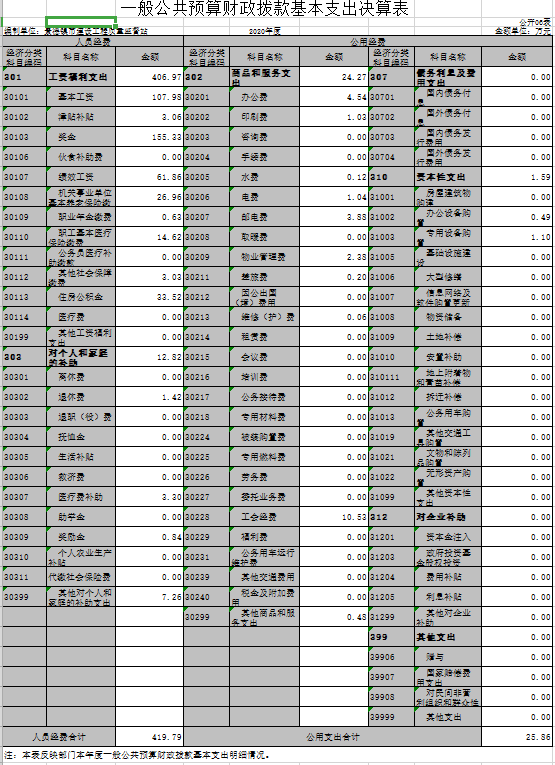 一般公共预算财政拨款基本支出决算表
公开06表
编制单位：景德镇市建设工程质量监督站 2020年度 金额单位：万元
人员经费 公用经费
经济分类科目编码 科目名称 金额 经济分类科目编码 科目名称 金额 经济分类科目编码 科目名称 金额
301 工资福利支出 406.97 302 商品和服务支出 24.27 307 债务利息及费用支出 0.00
30101 基本工资 107.98 30201 办公费 4.54 30701 国内债务付息 0.00
30102 津贴补贴 3.06 30202 印刷费 1.03 30702 国外债务付息 0.00
30103 奖金 155.33 30203 咨询费 0.00 30703 国内债务发行费用 0.00
30106 伙食补助费 0.00 30204 手续费 0.00 30704 国外债务发行费用 0.00
30107 绩效工资 61.86 30205 水费 0.12 310 资本性支出 1.59
30108 机关事业单位基本养老保险缴 26.96 30206 电费 1.04 31001 房屋建筑物购建 0.00
30109 职业年金缴费 0.63 30207 邮电费 3.88 31002 办公设备购置 0.49
30110 职工基本医疗保险缴费 14.62 30208 取暖费 0.00 31003 专用设备购置 1.10
30111 公务员医疗补助缴款 0.00 30209 物业管理费 2.38 31005 基础设施建设 0.00
30112 其他社会保障缴费 3.03 30211 差旅费 0.20 31006 大型修缮 0.00
30113 住房公积金 33.52 30212 因公出国（境）费用 0.00 31007 信息网络及软件购置更新 0.00
30114 医疗费 0.00 30213 维修（护）费 0.06 31008 物资储备 0.00
30199 其他工资福利支出 0.00 30214 租赁费 0.00 31009 土地补偿 0.00
303 对个人和家庭的补助 12.82 30215 会议费 0.00 31010 安置补助 0.00
30301 离休费 0.00 30216 培训费 0.00 310111 地上附着物和青苗补偿 0.00
30302 退休费 1.42 30217 公务接待费 0.00 31012 拆迁补偿 0.00
30303 退职（役）费 0.00 30218 专用材料费 0.00 31013 公务用车购置 0.00
30304 抚恤金 0.00 30224 被装购置费 0.00 31019 其他交通工具购置 0.00
30305 生活补贴 0.00 30225 专用燃料费 0.00 31021 文物和陈列品购置 0.00
30306 救济费 0.00 30226 劳务费 0.00 31022 无形资产购置 0.00
30307 医疗费补助 3.30 30227 委托业务费 0.00 31099 其他资本性支出 0.00
30308 助学金 0.00 30228 工会经费 10.53 312 对企业补助 0.00
30309 奖励金 0.84 30229 福利费 0.00 31201 资本金注入 0.00
30310 个人农业生产补贴 0.00 30231 公务用车运行维护费 0.00 31203 政府投资基金股权投资 0.00
30311 代缴社会保险费 0.00 30239 其他交通费用 0.00 31204 费用补贴 0.00
30399 其他对个人和家庭的补助支出 7.26 30240 税金及附加费用 0.00 31205 利息补贴 0.00
30299 其他商品和服务支出 0.48 31299 其他对企业补助 0.00
399 其他支出 0.00
39906 赠与 0.00
39907 国家赔偿费用支出 0.00
39908 对民间非营利组织和群众性 0.00
39999 其他支出 0.00
人员经费合计 419.79 公用支出合计 25.86
注：本表反映部门本年度一般公共预算财政拨款基本支出明细情况。